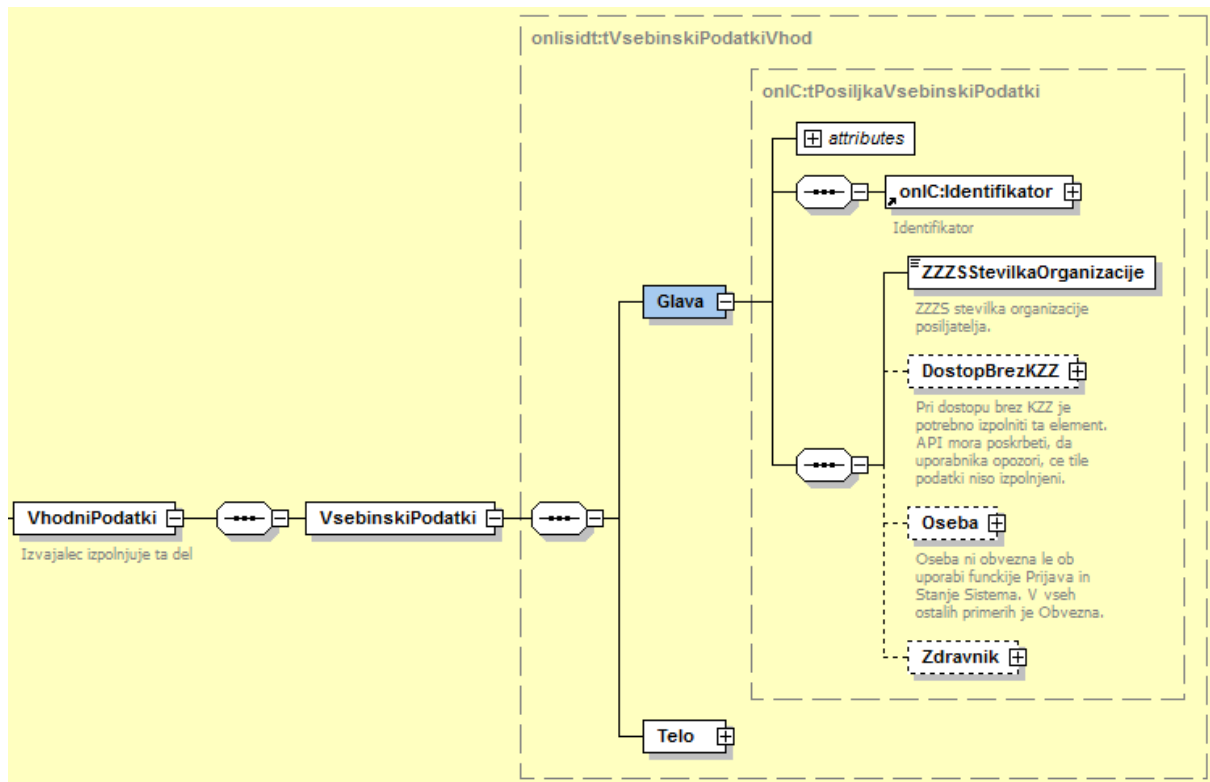 onlisidt:tVsebinskiPodatkiVhod
onIC:tPosiljkaVsebinskiPodatki
attributes
onIC:Identifikator
Identifikator
ZZZSStevilkaOrganizacije
ZZZS stevilka organizacije
posiljatelja.
Glava
DostopBrezKZZ
Pri dostopu brez KZZ je
potrebno izpolniti ta element.
API mora poskrbeti, da
uporabnika opozori, ce tile
podatki niso izpolnjeni.
VhodniPodatki
Izvajalec izpolnjuje ta del
VsebinskiPodatki
Oseba
Oseba ni obvezna le ob
uporabi funckije Prijava in
Stanje Sistema. V vseh
ostalih primerih je Obvezna.
Zdravnik
Telo